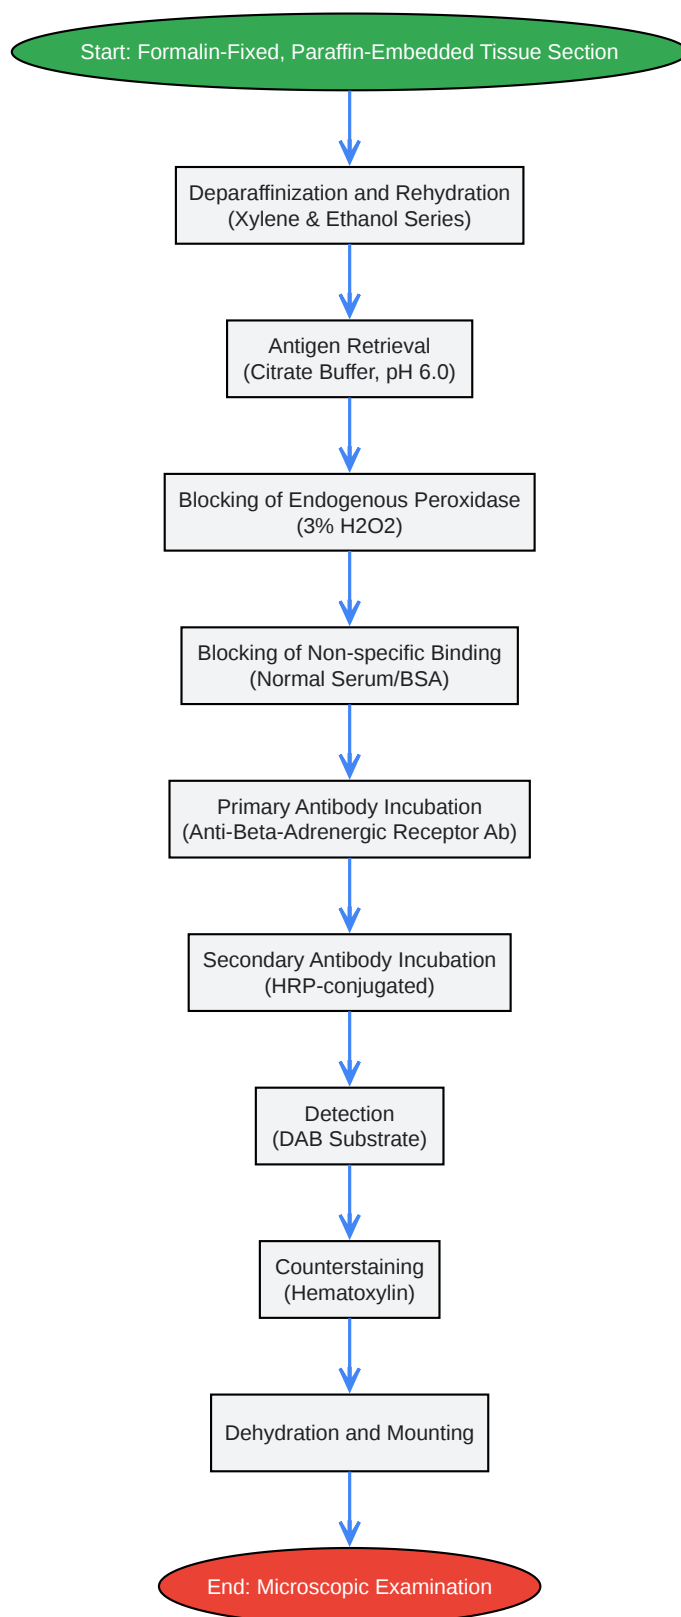 Start: Formalin-Fixed, Paraffin-Embedded Tissue Section
Deparaffinization and Rehydration
(Xylene & Ethanol Series)
Antigen Retrieval
(Citrate Buffer, pH 6.0)
Blocking of Endogenous Peroxidase
(3% H2O2)
Blocking of Non-specific Binding
(Normal Serum/BSA)
Primary Antibody Incubation
(Anti-Beta-Adrenergic Receptor Ab)
Secondary Antibody Incubation
(HRP-conjugated)
Detection
(DAB Substrate)
Counterstaining
(Hematoxylin)
Dehydration and Mounting
End: Microscopic Examination